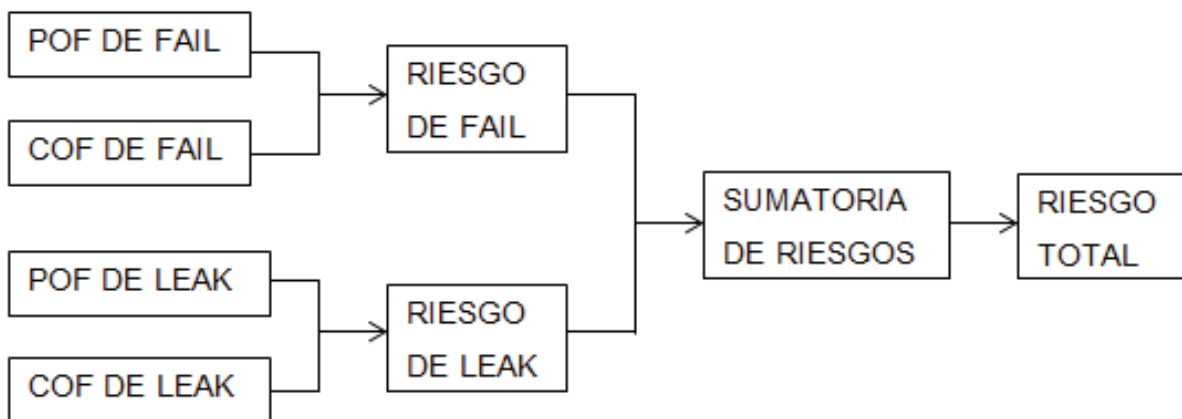 POF DE FAIL
COF DE FAIL
RIESGO
DE FAIL
POF DE LEAK
COF DE LEAK
RIESGO
DE LEAK
SUMATORIA
DE RIESGOS
RIESGO
TOTAL